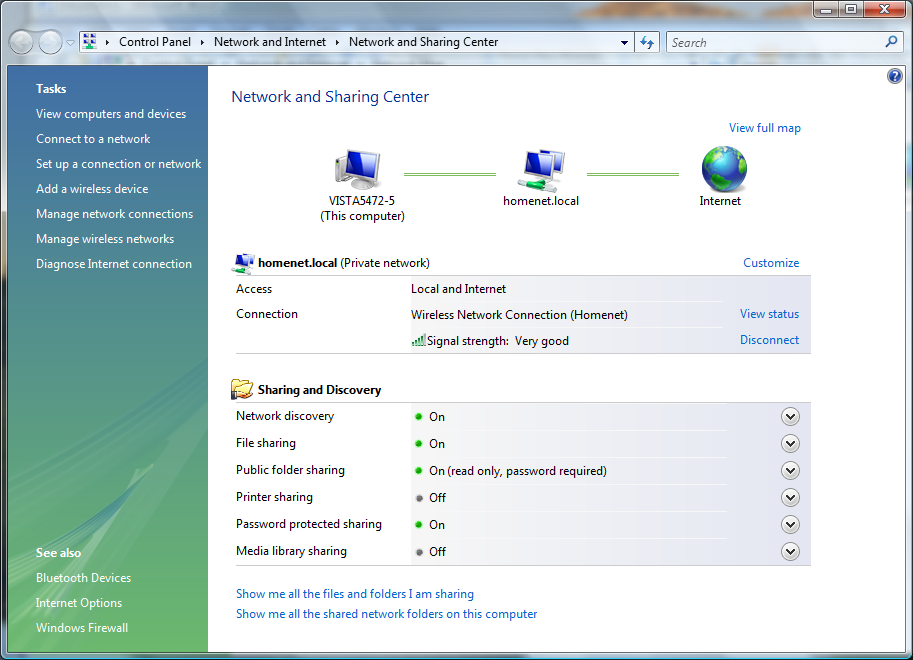 Control Panel
Network and Internet
Network and Sharing Center
Search
Tasks
View computers and devices
Connect to a network
Set up a connection or network
Add a wireless device
Manage network connections
Manage wireless networks
Diagnose Internet connection
See also
Bluetooth Devices
Internet Options
Windows Firewall
Network and Sharing Center
View full map
VISTA5472-5
(This computer)
homenet.local
Internet
homenet.local (Private network) Customize
Access Local and Internet
Connection Wireless Network Connection (Homenet) View status
Signal strength: Very good Disconnect
Sharing and Discovery
Network discovery On
File sharing On
Public folder sharing On (read only, password required)
Printer sharing Off
Password protected sharing On
Media library sharing Off
Show me all the files and folders I am sharing
Show me all the shared network folders on this computer